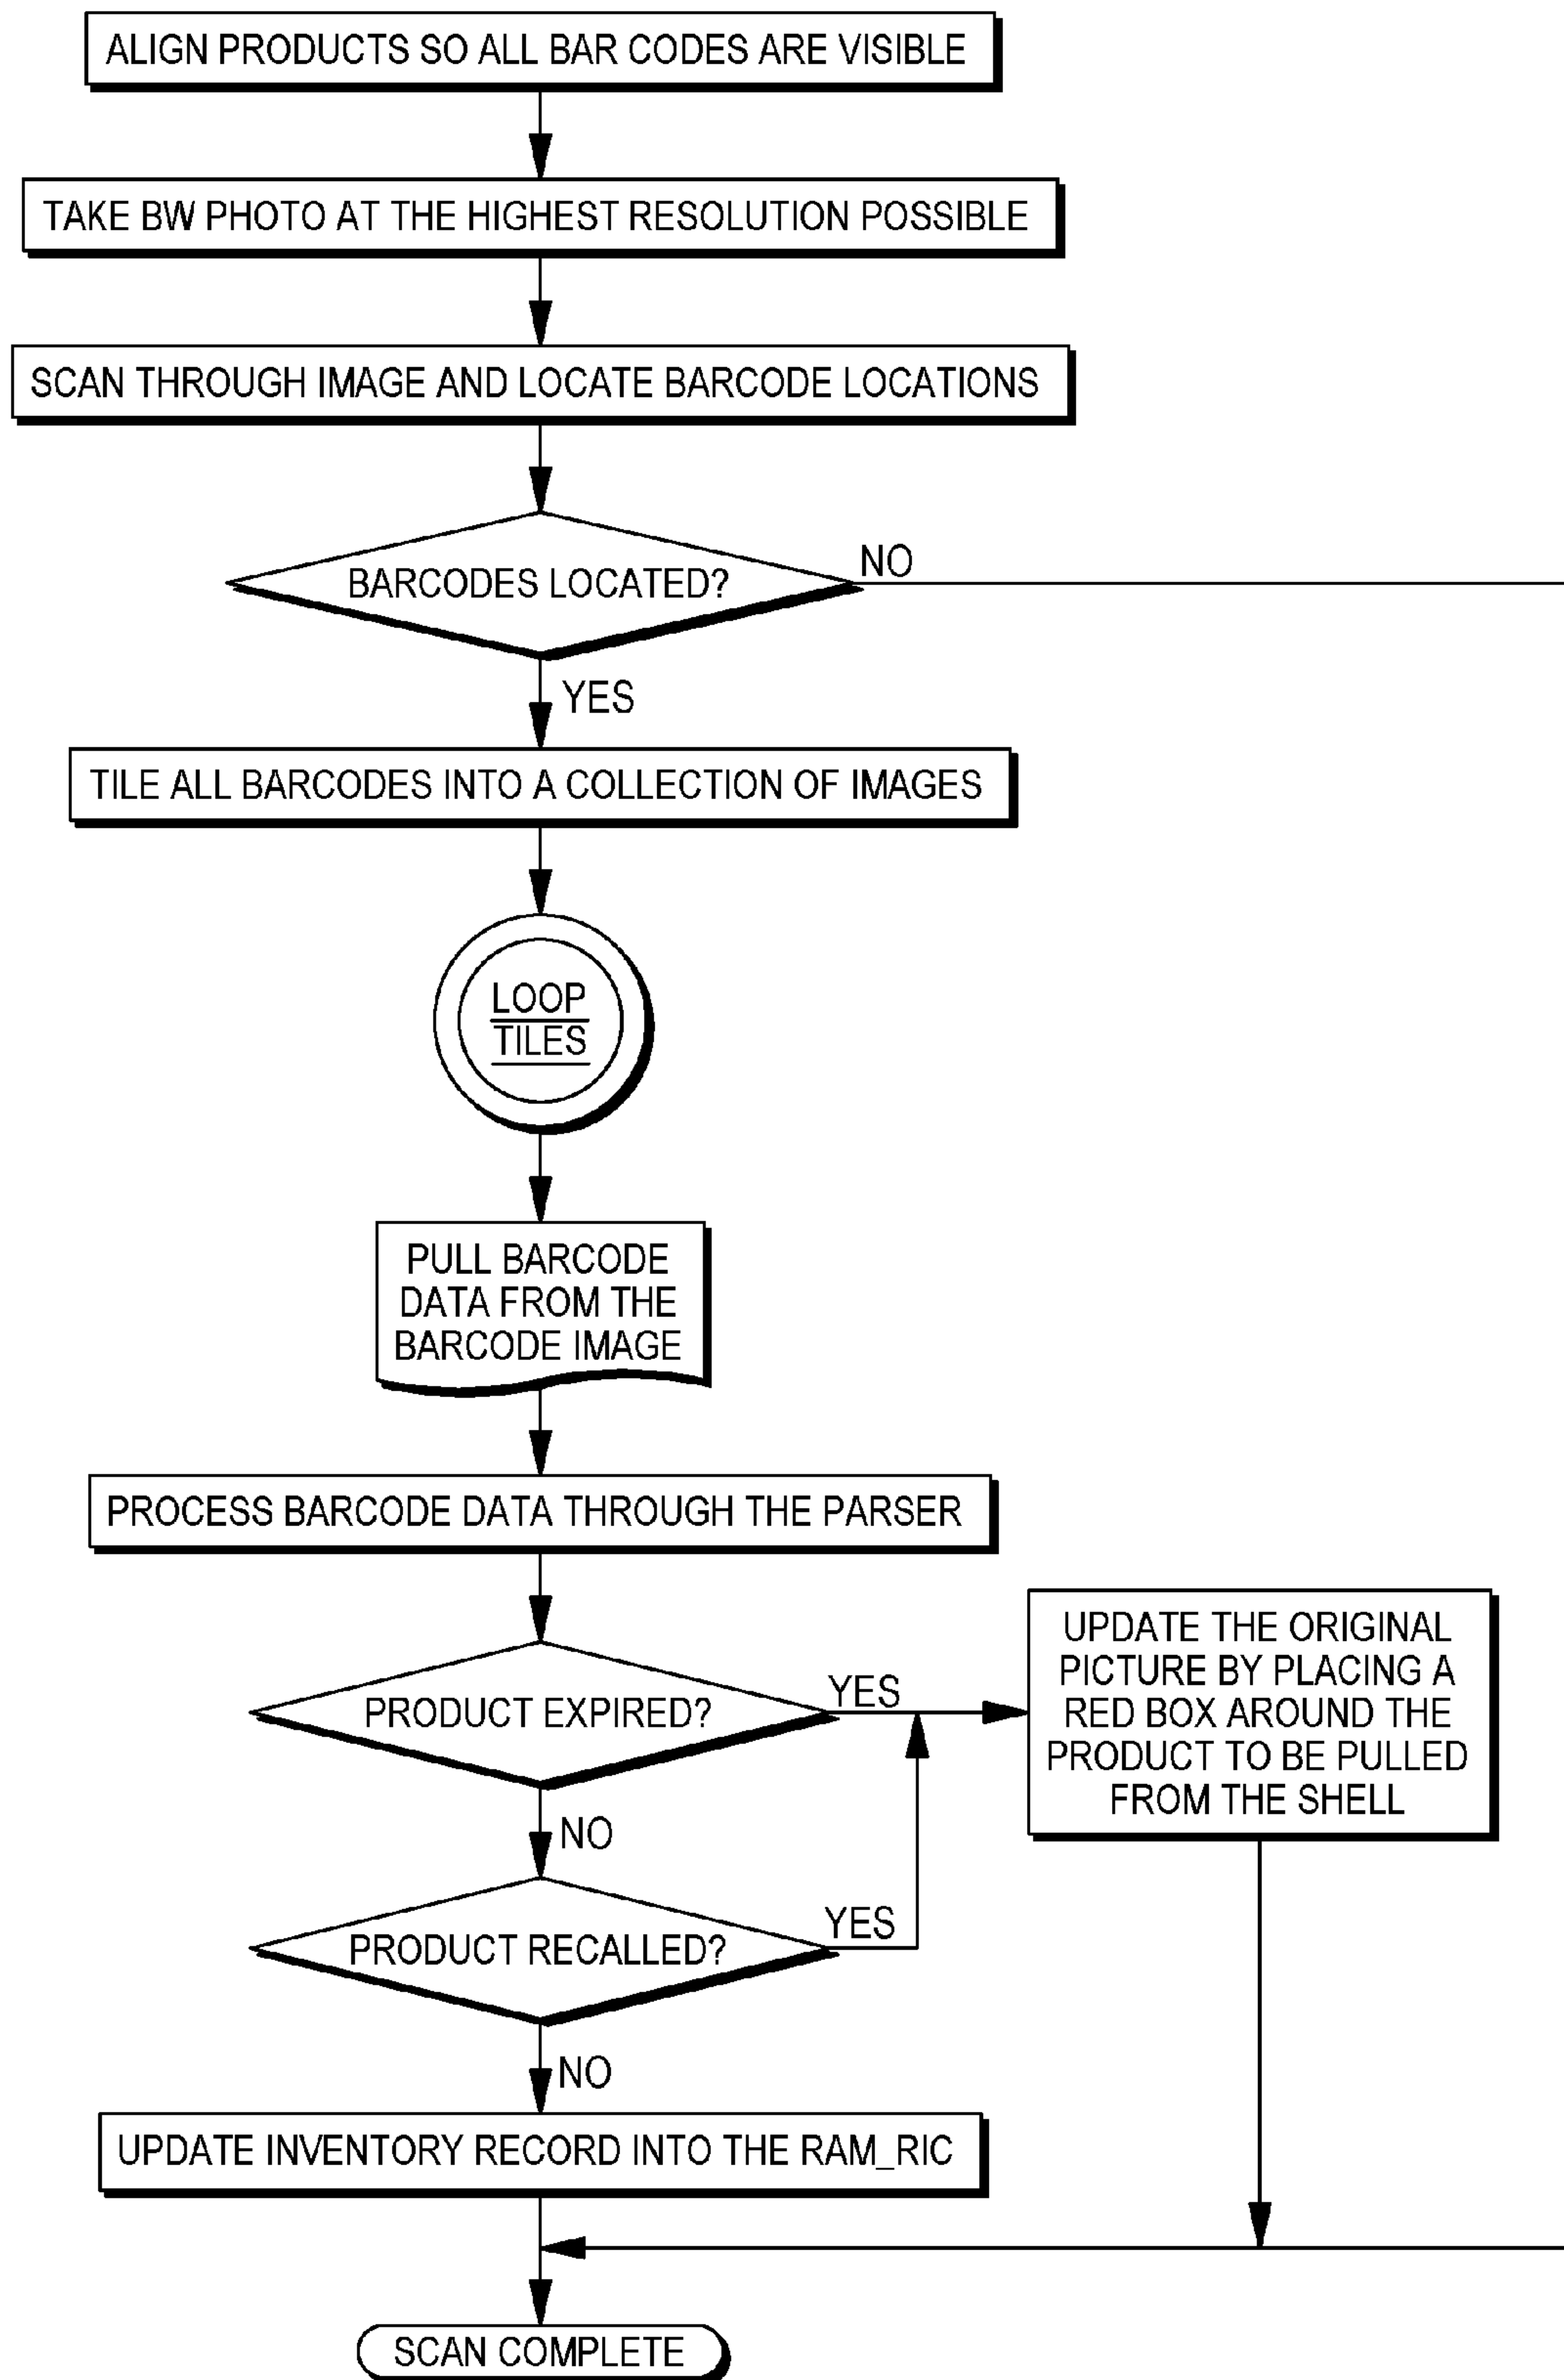 ALIGN PRODUCTS SO ALL BAR CODES ARE VISIBLE
TAKE BW PHOTO AT THE HIGHEST RESOLUTION POSSIBLE
SCAN THROUGH IMAGE AND LOCATE BARCODE LOCATIONS
BARCODES LOCATED?
NO
YES
TILE ALL BARCODES INTO A COLLECTION OF IMAGES
LOOP
TILES
PULL BARCODE
DATA FROM THE
BARCODE IMAGE
PROCESS BARCODE DATA THROUGH THE PARSER
PRODUCT EXPIRED?
YES
UPDATE THE ORIGINAL
PICTURE BY PLACING A
RED BOX AROUND THE
PRODUCT TO BE PULLED
FROM THE SHELL
NO
PRODUCT RECALLED?
YES
NO
UPDATE INVENTORY RECORD INTO THE RAM_RIC
SCAN COMPLETE